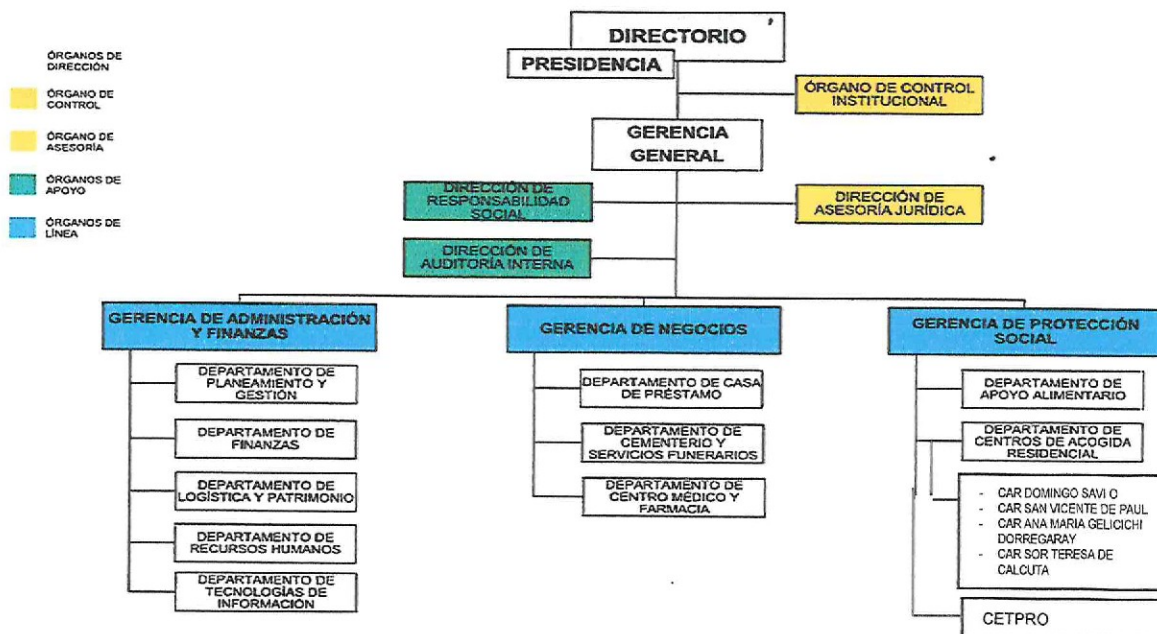 DIRECTORIO
PRESIDENCIA
ÓRGANOS DE
DIRECCIÓN
ÓRGANO DE
CONTROL
ÓRGANO DE
ASESORÍA
ÓRGANOS DE
APOYO
ÓRGANOS DE
LÍNEA
ÓRGANO DE CONTROL
INSTITUCIONAL
GERENCIA
GENERAL
DIRECCIÓN DE
RESPONSABILIDAD
SOCIAL
DIRECCIÓN DE
ASESORÍA JURÍDICA
DIRECCIÓN DE
AUDITORÍA INTERNA
GERENCIA DE ADMINISTRACIÓN
Y FINANZAS
DEPARTAMENTO DE
PLANEAMIENTO Y
GESTIÓN
DEPARTAMENTO DE
FINANZAS
DEPARTAMENTO DE
LOGÍSTICA Y PATRIMONIO
DEPARTAMENTO DE
RECURSOS HUMANOS
DEPARTAMENTO DE
TECNOLOGÍAS DE
INFORMACIÓN
GERENCIA DE NEGOCIOS
DEPARTAMENTO DE CASA
DE PRÉSTAMO
DEPARTAMENTO DE
CEMENTERIO Y
SERVICIOS FUNERARIOS
DEPARTAMENTO DE
CENTRO MÉDICO Y
FARMACIA
GERENCIA DE PROTECCIÓN
SOCIAL
DEPARTAMENTO DE
APOYO ALIMENTARIO
DEPARTAMENTO DE
CENTROS DE ACOGIDA
RESIDENCIAL
- CAR DOMINGO SAVI O
- CAR SAN VICENTE DE PAUL
- CAR ANA MARIA GELICICHI
DORREGARAY
- CAR SOR TERESA DE
CALCUTA
CETPRO